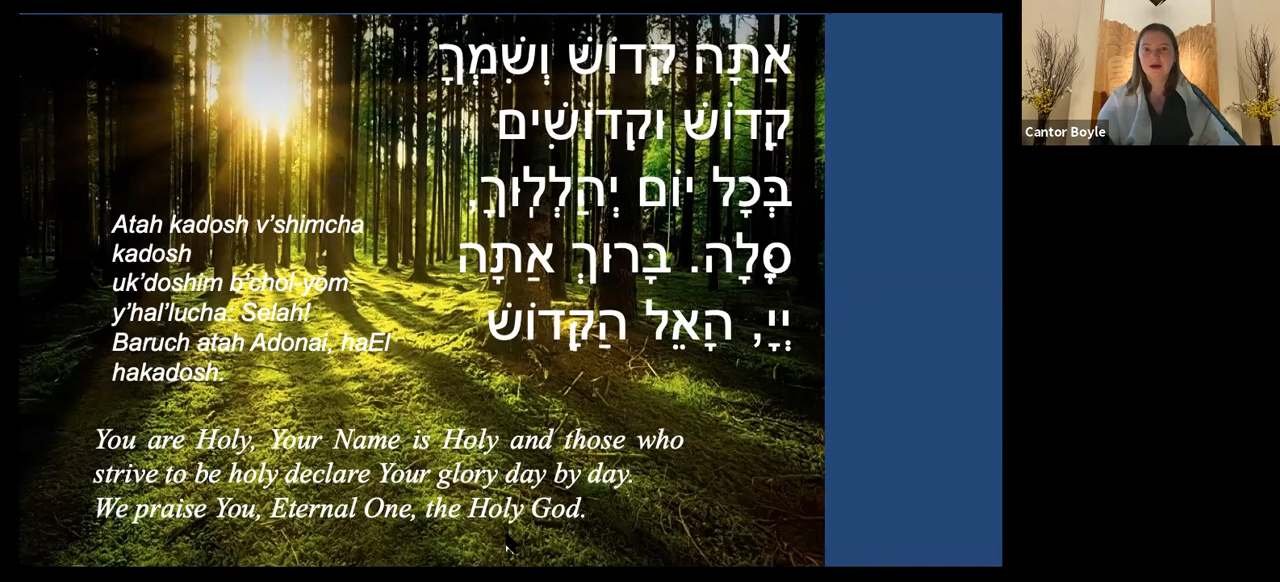 אַתָּה קָדוֹשׁ וְשִׁמְךָ
קָדוֹשׁ וּקְדוֹשִׁים
בְּכָל יוֹם יְהַלְלֽוּךָ,
סֶֽלָה. בָּרוּךְ אַתָּה
יְיָ, הָאֵל הַקָּדוֹשׁ
Atah kadosh v’shimcha
kadosh
uk’doshim b’chol-yom
y’hal’lucha. Selah!
Baruch atah Adonai, haEl
hakadosh.
You are Holy, Your Name is Holy and those who
strive to be holy declare Your glory day by day.
We praise You, Eternal One, the Holy God.
Cantor Boyle